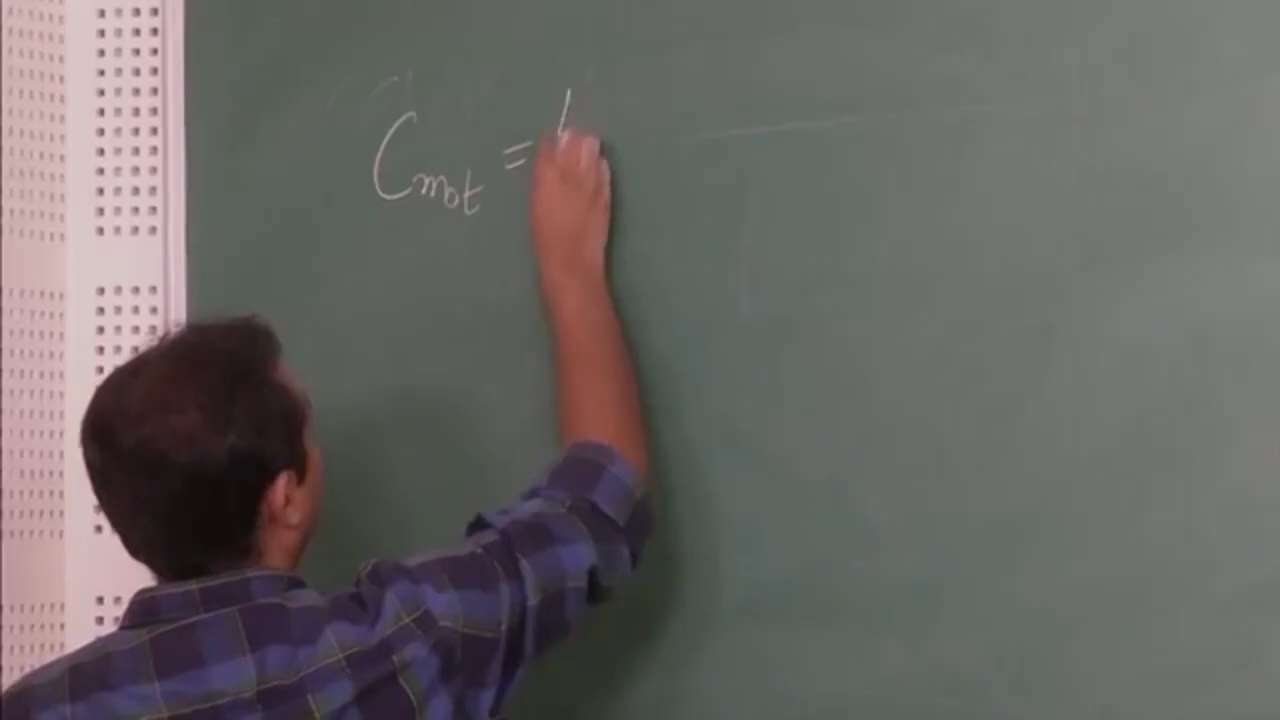 Cmot =